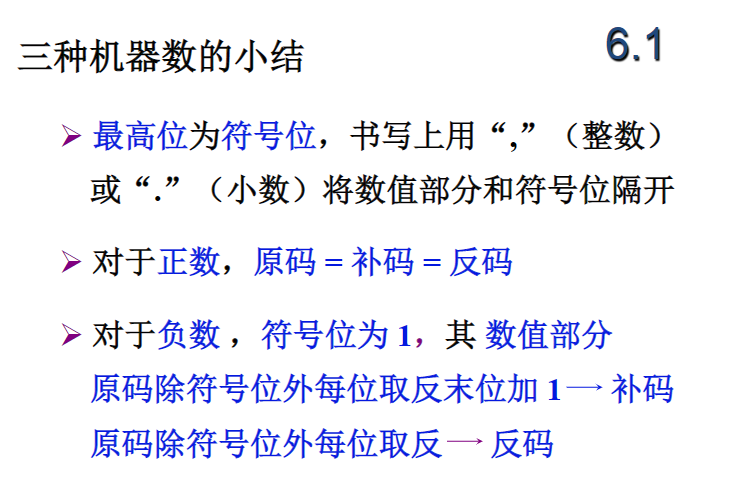 三种机器数的小结
6.1
最高位为符号位，书写上用“,”（整数）
或“.”（小数）将数值部分和符号位隔开
对于正数，原码 = 补码 = 反码
对于负数 ，符号位为 1，其 数值部分
原码除符号位外每位取反末位加 1 → 补码
原码除符号位外每位取反 → 反码